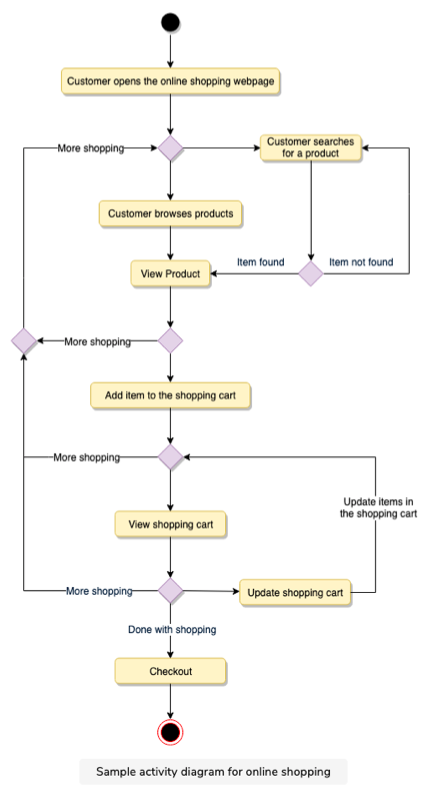 Customer opens the online shopping webpage
More shopping
Customer searches
for a product
Customer browses products
View Product
Item found
Item not found
More shopping
Add item to the shopping cart
More shopping
View shopping cart
Update items in
the shopping cart
More shopping
Update shopping cart
Done with shopping
Checkout
Sample activity diagram for online shopping